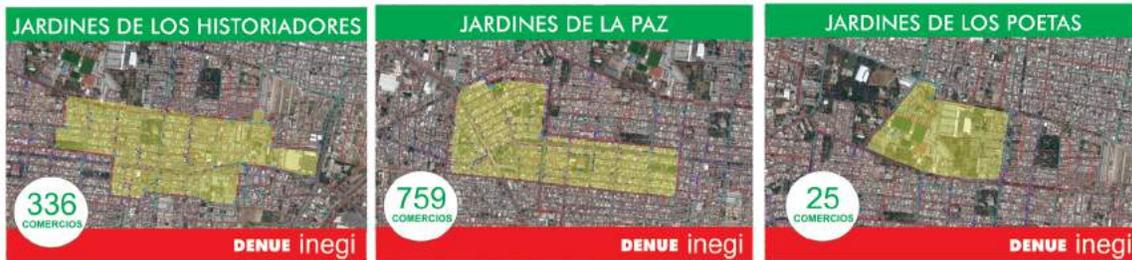 JARDINES DE LOS HISTORIADORES
336
COMERCIOS
DENUE inegi
JARDINES DE LA PAZ
759
COMERCIOS
DENUE inegi
JARDINES DE LOS POETAS
25
COMERCIOS
DENUE inegi